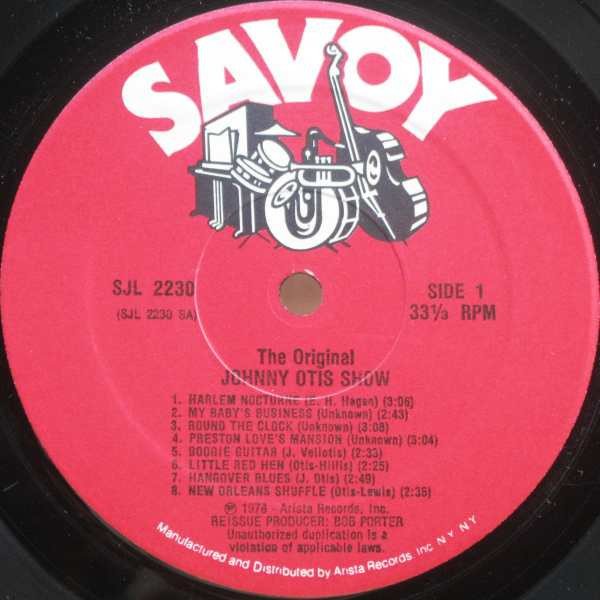 SAVOY
SJL 2230
(SJL 2230 SA)
SIDE 1
33⅓ RPM
The Original
JOHNNY OTIS SHOW
1. HARLEM NOCTURNE (E. H. Hagen) (3:06)
2. MY BABY'S BUSINESS (Unknown) (2:43)
3. ROUND THE CLOCK (Unknown) (3:08)
4. PRESTON LOVE'S MANSION (Unknown) (3:04)
5. BOOGIE GUITAR (J. Veliotis) (2:33)
6. LITTLE RED HEN (Otis-Hillis) (2:25)
7. HANGOVER BLUES (J. Otis) (2:49)
8. NEW ORLEANS SHUFFLE (Otis-Lewis) (2:35)
℗ 1978 - Arista Records, Inc.
REISSUE PRODUCER: BOB PORTER
Unauthorized duplication is a
violation of applicable laws.
Manufactured and Distributed by Arista Records, Inc. N.Y. N.Y.